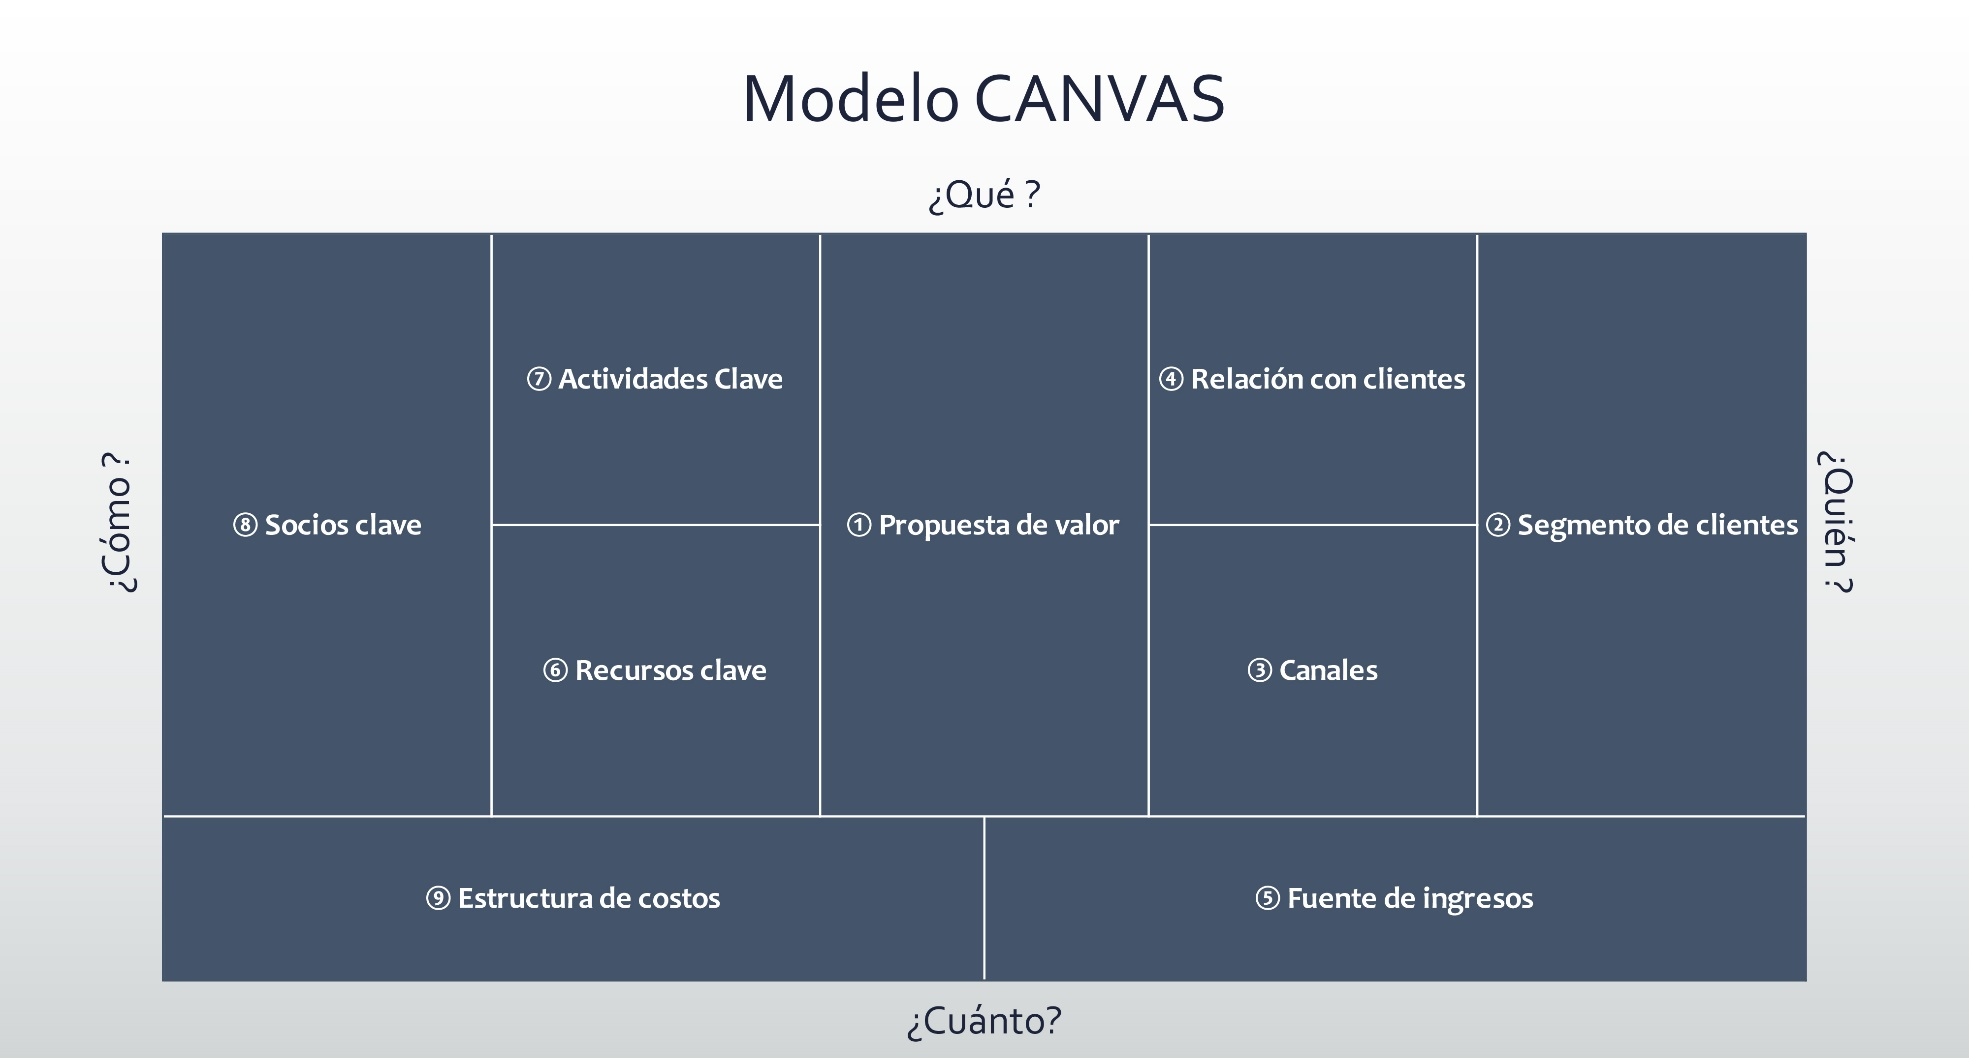 Modelo CANVAS
¿Qué ?
¿Cómo ?
⑧ Socios clave
⑦ Actividades Clave
⑥ Recursos clave
① Propuesta de valor
④ Relación con clientes
③ Canales
② Segmento de clientes
¿Quién ?
⑨ Estructura de costos
⑤ Fuente de ingresos
¿Cuánto?